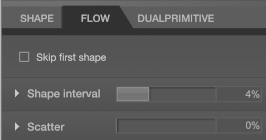 SHAPE FLOW DUALPRIMITIVE
Skip first shape
Shape interval 4%
Scatter 0%